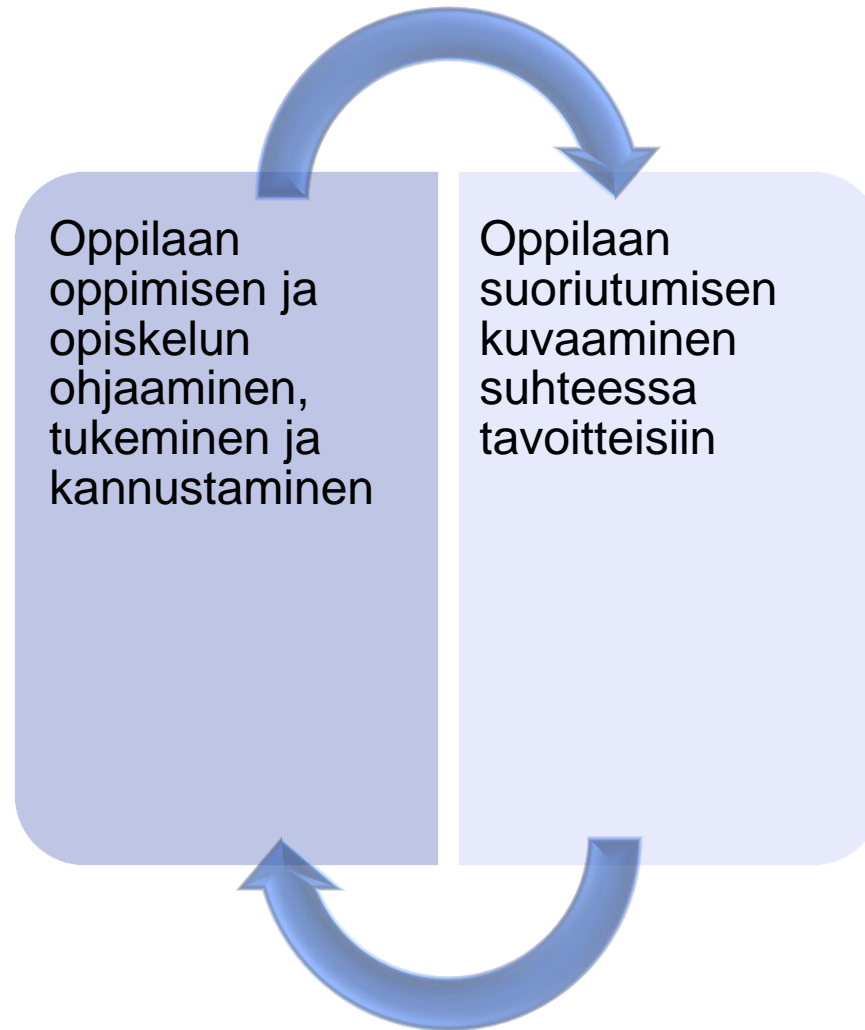 Oppilaan
oppimisen ja
opiskelun
ohjaaminen,
tukeminen ja
kannustaminen
Oppilaan
suoriutumisen
kuvaaminen
suhteessa
tavoitteisiin